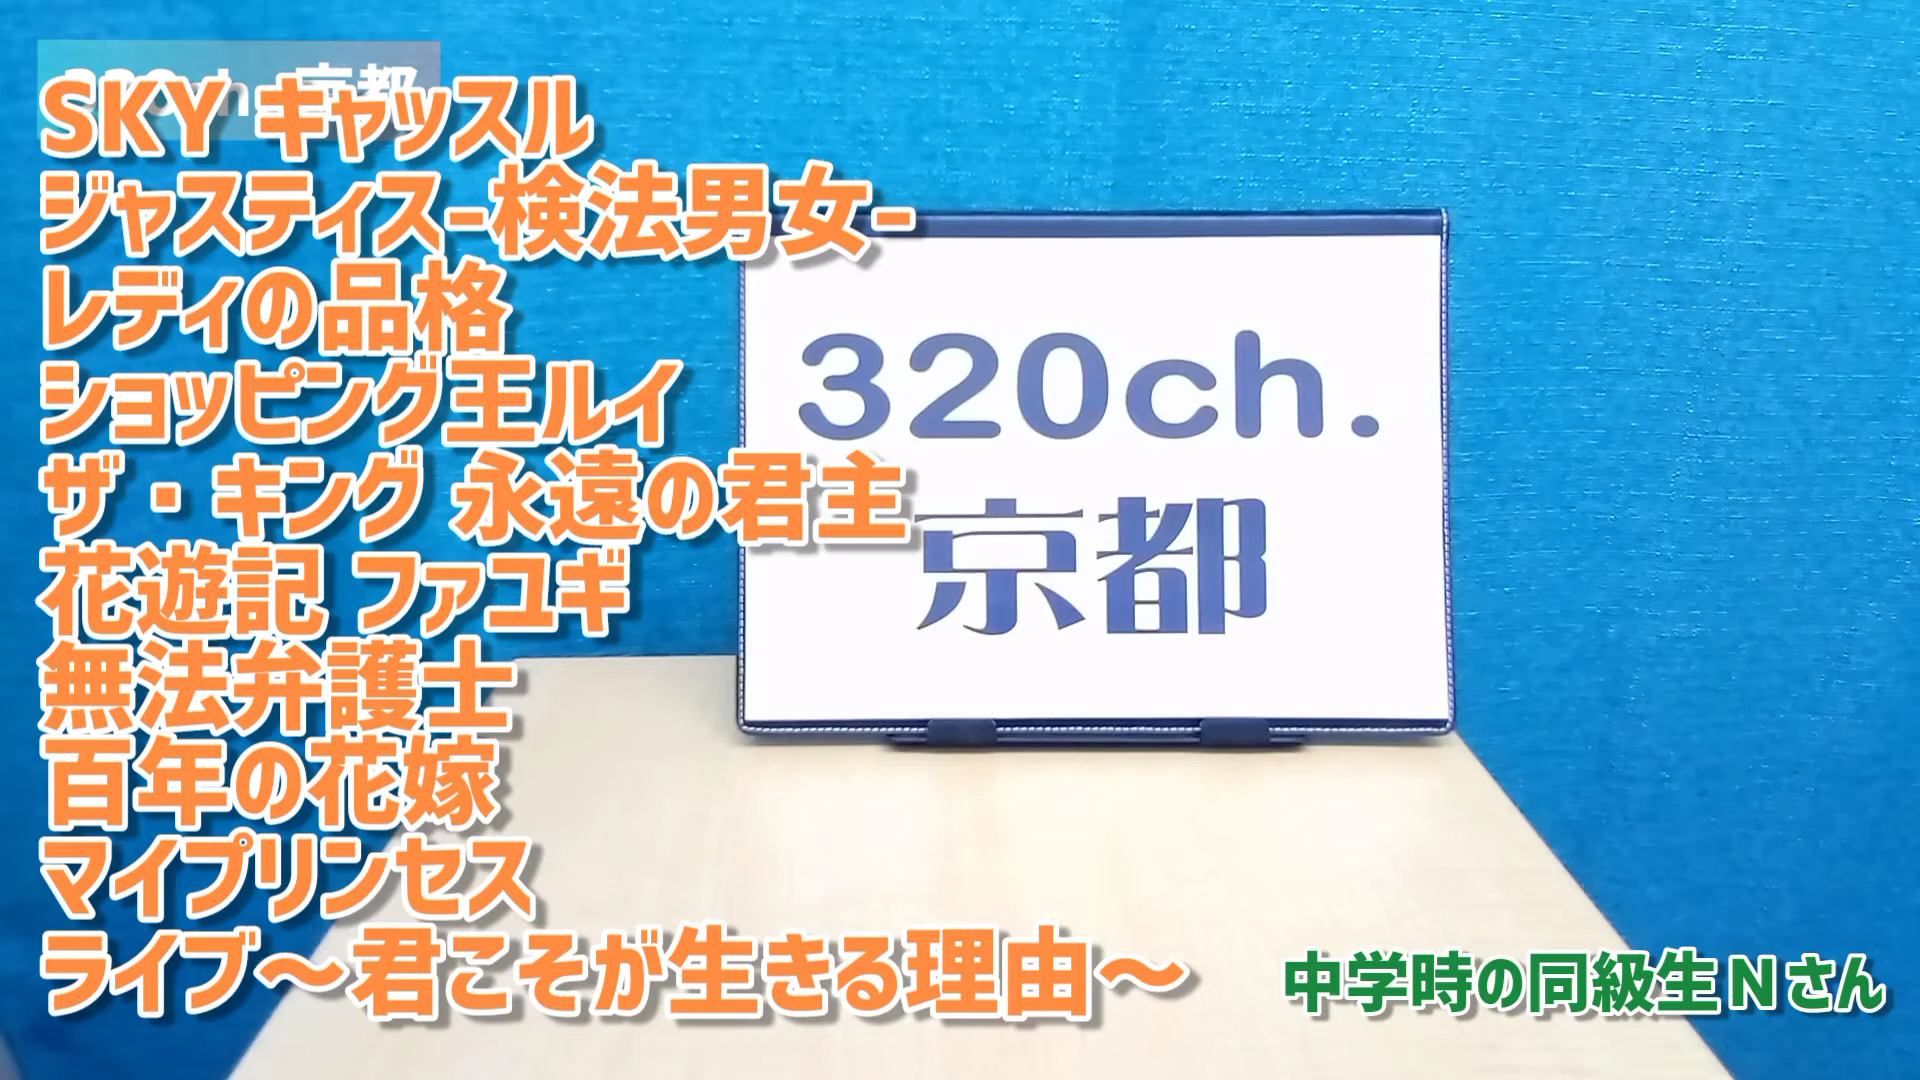 SKY キャッスル
ジャスティス-検法男女-
レディの品格
ショッピング王ルイ
ザ・キング 永遠の君主
花遊記 ファユギ
無法弁護士
百年の花嫁
マイプリンセス
ライブ～君こそが生きる理由～
320ch.
京都
中学時の同級生Nさん